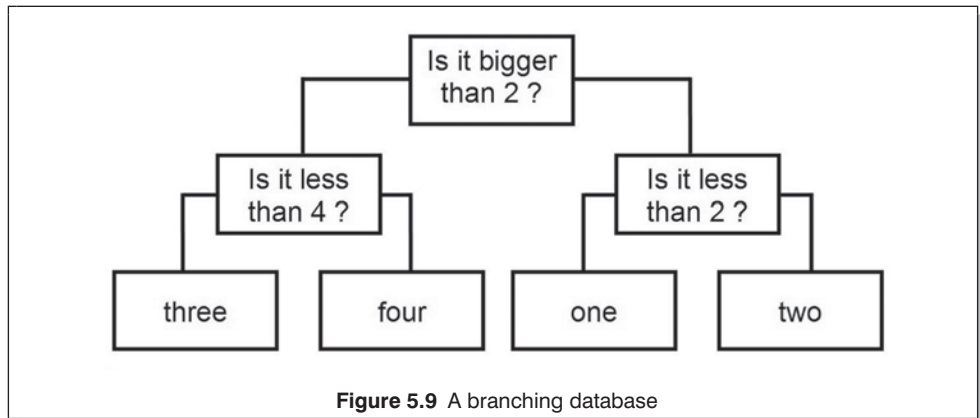 Is it bigger
than 2 ?
Is it less
than 4 ?
Is it less
than 2 ?
three
four
one
two
Figure 5.9 A branching database